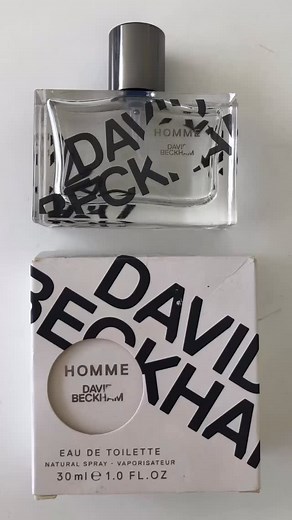 DAVID
BECKHAM
HOMME
DAVID
BECKHAM
DAVID
BECKHAM
HOMME
DAVID
BECKHAM
EAU DE TOILETTE
NATURAL SPRAY - VAPORISATEUR
30ml ℮ 1.0 FL.OZ